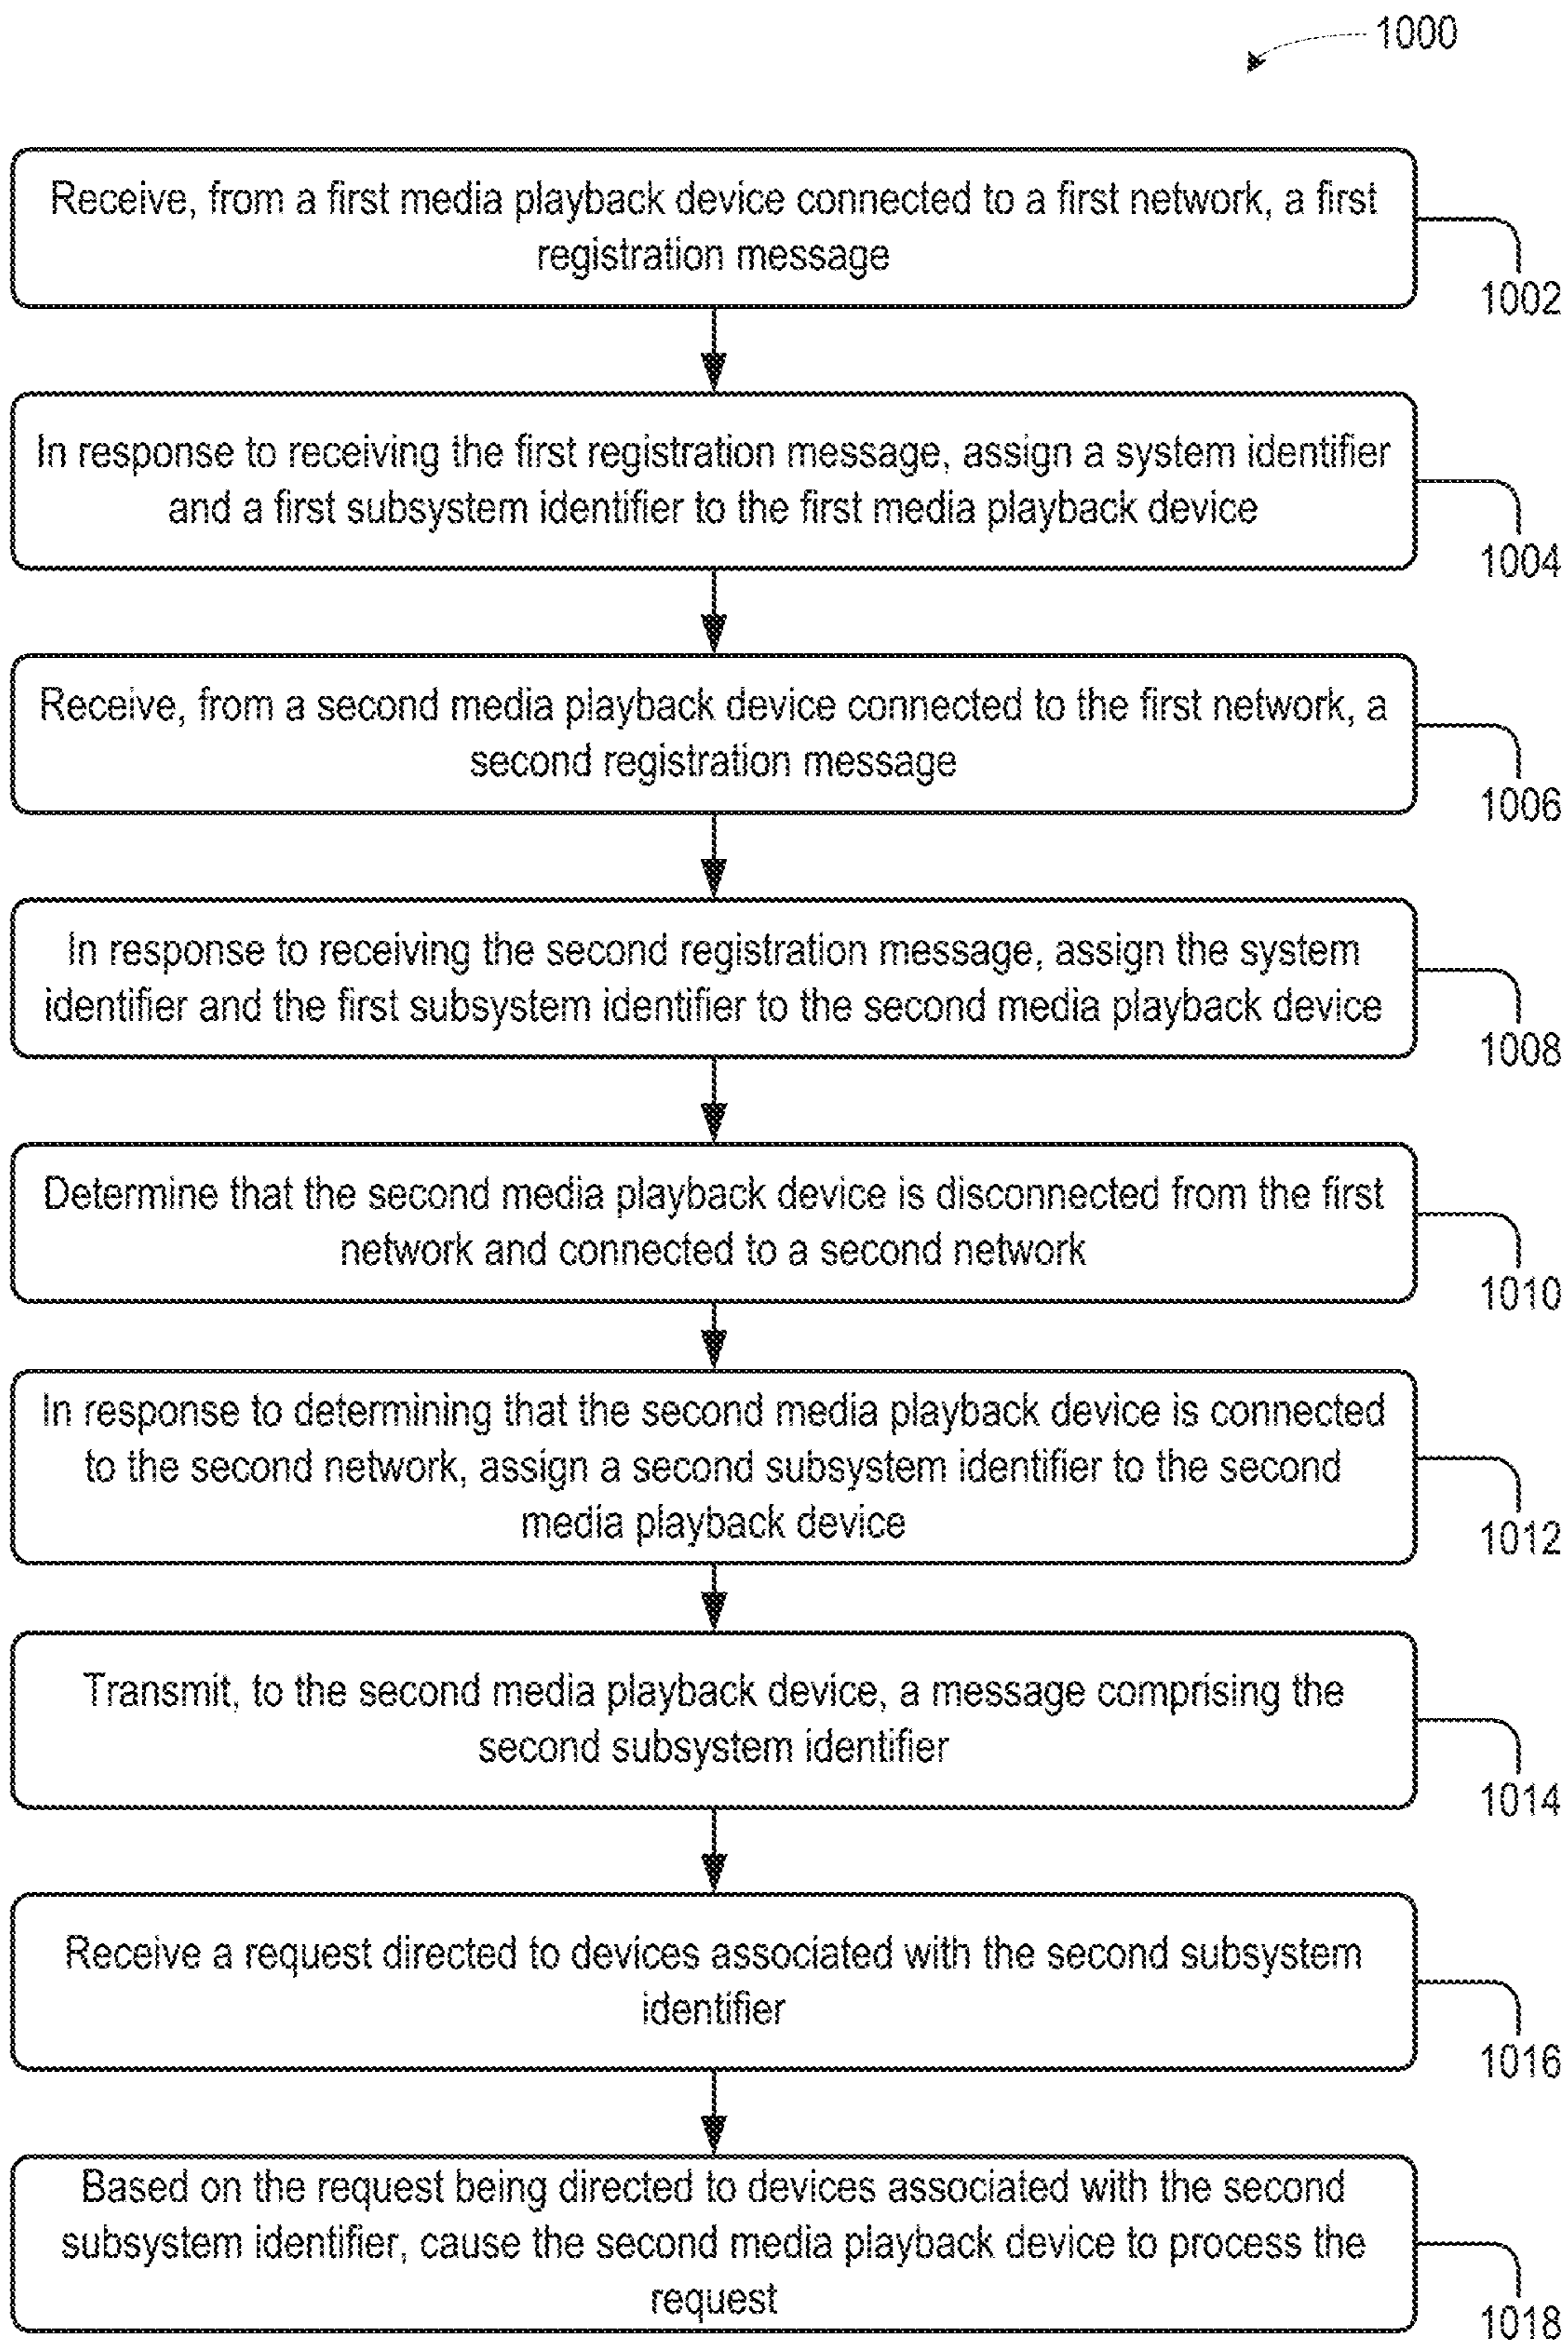 1000
Receive, from a first media playback device connected to a first network, a first
registration message
1002
In response to receiving the first registration message, assign a system identifier
and a first subsystem identifier to the first media playback device
1004
Receive, from a second media playback device connected to the first network, a
second registration message
1006
In response to receiving the second registration message, assign the system
identifier and the first subsystem identifier to the second media playback device
1008
Determine that the second media playback device is disconnected from the first
network and connected to a second network
1010
In response to determining that the second media playback device is connected
to the second network, assign a second subsystem identifier to the second
media playback device
1012
Transmit, to the second media playback device, a message comprising the
second subsystem identifier
1014
Receive a request directed to devices associated with the second subsystem
identifier
1016
Based on the request being directed to devices associated with the second
subsystem identifier, cause the second media playback device to process the
request
1018